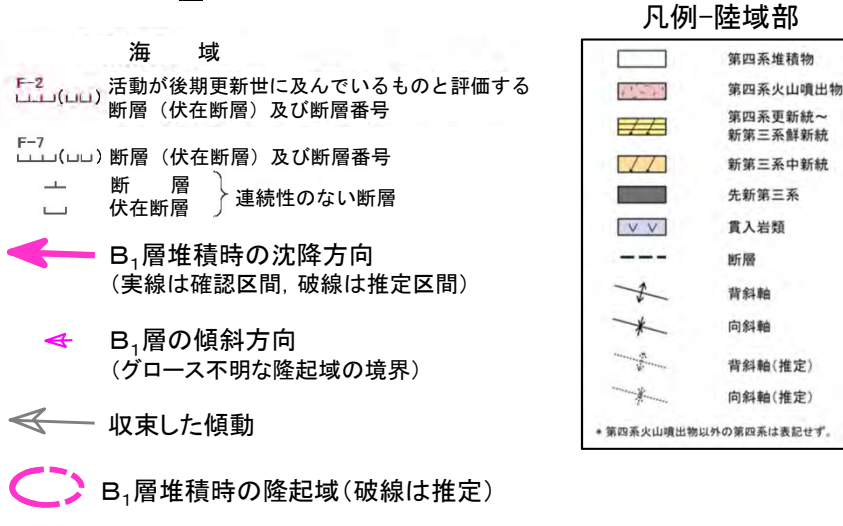 海　域
F-2
活動が後期更新世に及んでいるものと評価する
断層（伏在断層）及び断層番号
F-7
断層（伏在断層）及び断層番号
断　層
伏在断層
連続性のない断層
B₁層堆積時の沈降方向
（実線は確認区間，破線は推定区間）
B₁層の傾斜方向
（グロース不明な隆起域の境界）
収束した傾動
B₁層堆積時の隆起域（破線は推定）
凡例-陸域部
第四系堆積物
第四系火山噴出物
第四系更新統～
新第三系鮮新統
新第三系中新統
先新第三系
貫入岩類
断層
背斜軸
向斜軸
背斜軸（推定）
向斜軸（推定）
* 第四系火山噴出物以外の第四系は表記せず。